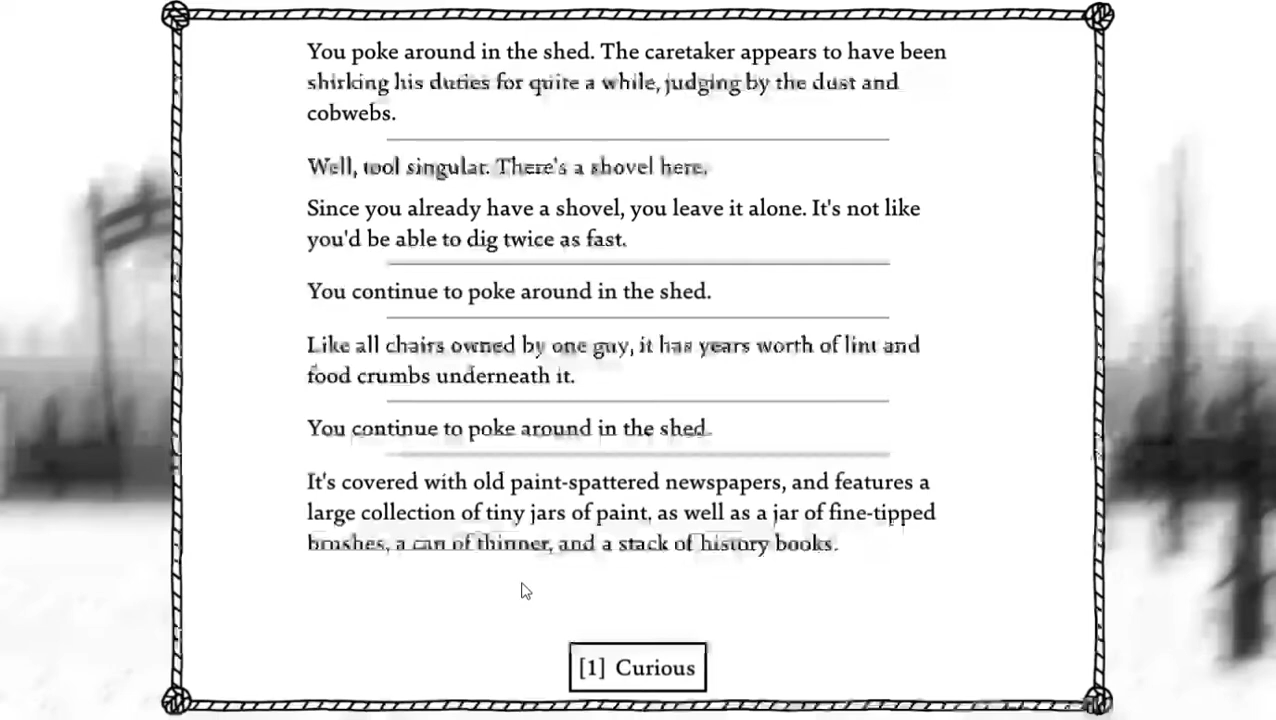 You poke around in the shed. The caretaker appears to have been
shirking his duties for quite a while, judging by the dust and
cobwebs.
Well, tool singular. There's a shovel here.
Since you already have a shovel, you leave it alone. It's not like
you'd be able to dig twice as fast.
You continue to poke around in the shed.
Like all chairs owned by one guy, it has years worth of lint and
food crumbs underneath it.
You continue to poke around in the shed.
It's covered with old paint-spattered newspapers, and features a
large collection of tiny jars of paint, as well as a jar of fine-tipped
brushes, a can of thinner, and a stack of history books.
[1] Curious